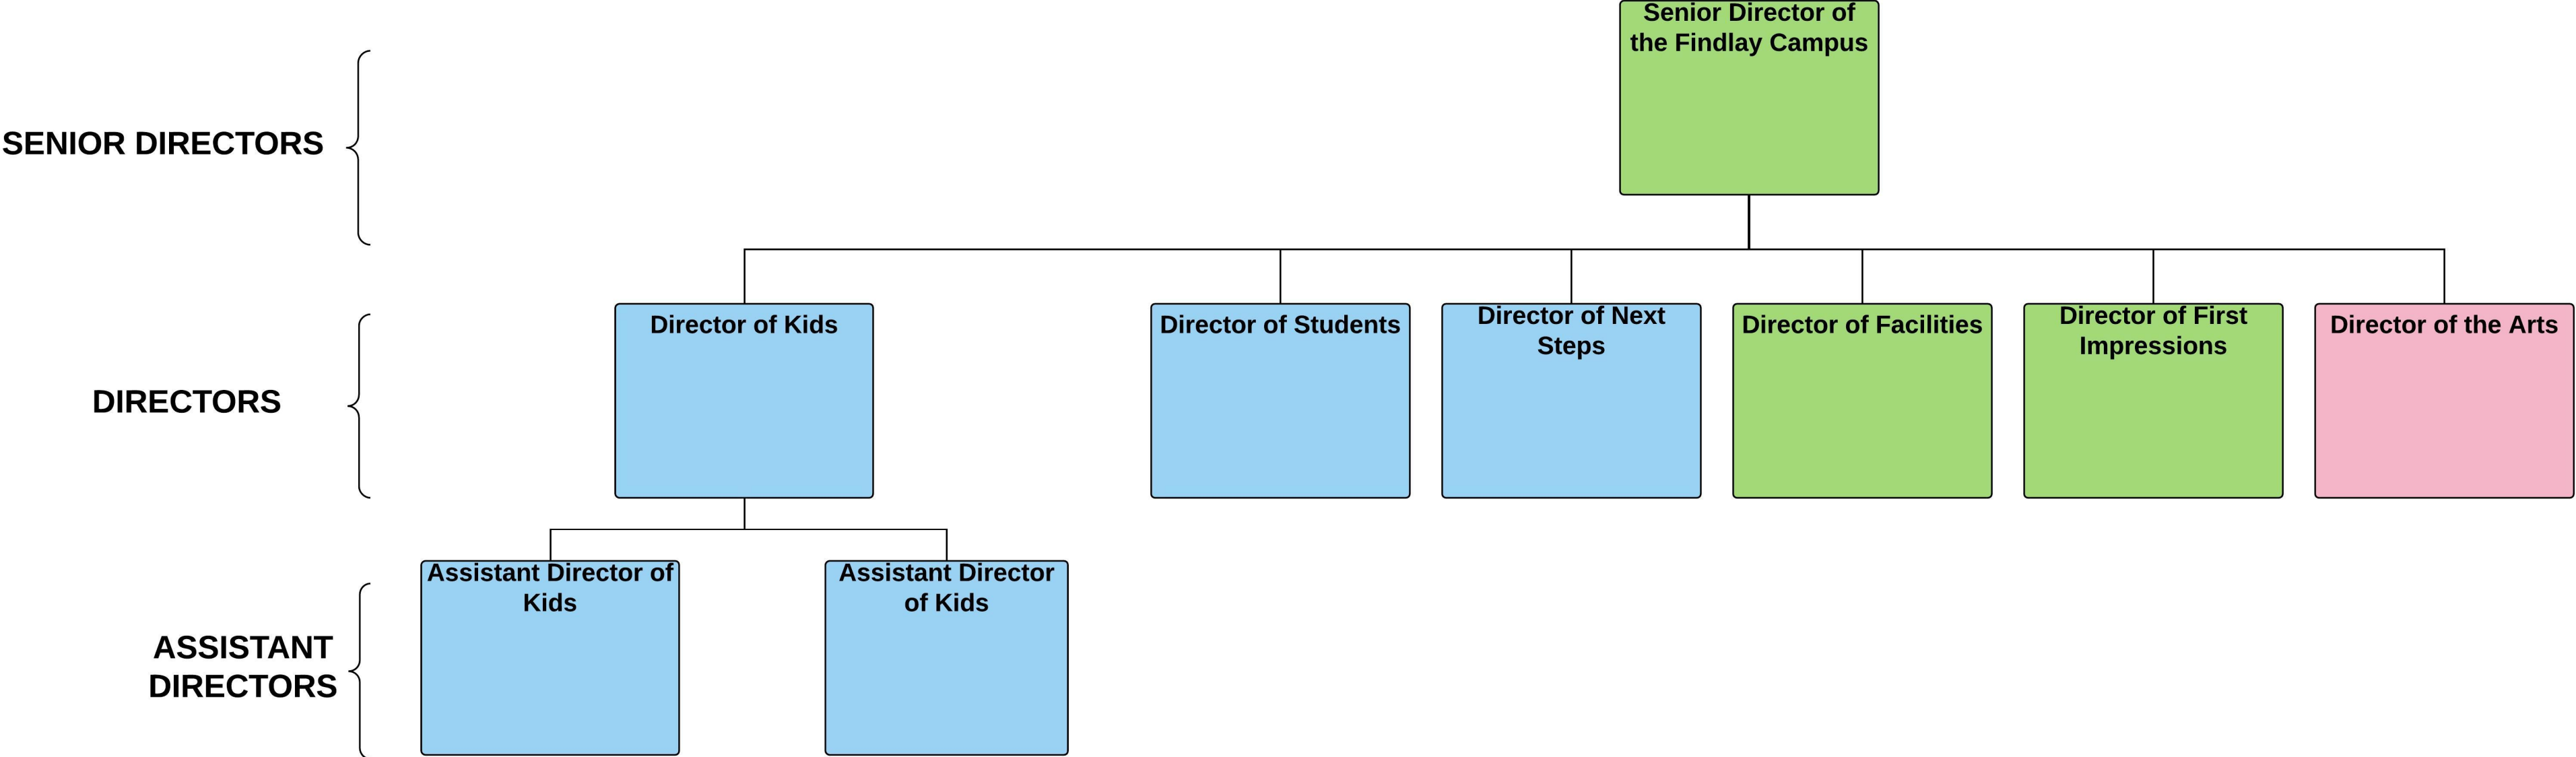 Senior Director of
the Findlay Campus
SENIOR DIRECTORS
Director of Kids
Director of Students
Director of Next
Steps
Director of Facilities
Director of First
Impressions
Director of the Arts
DIRECTORS
Assistant Director of
Kids
Assistant Director
of Kids
ASSISTANT
DIRECTORS